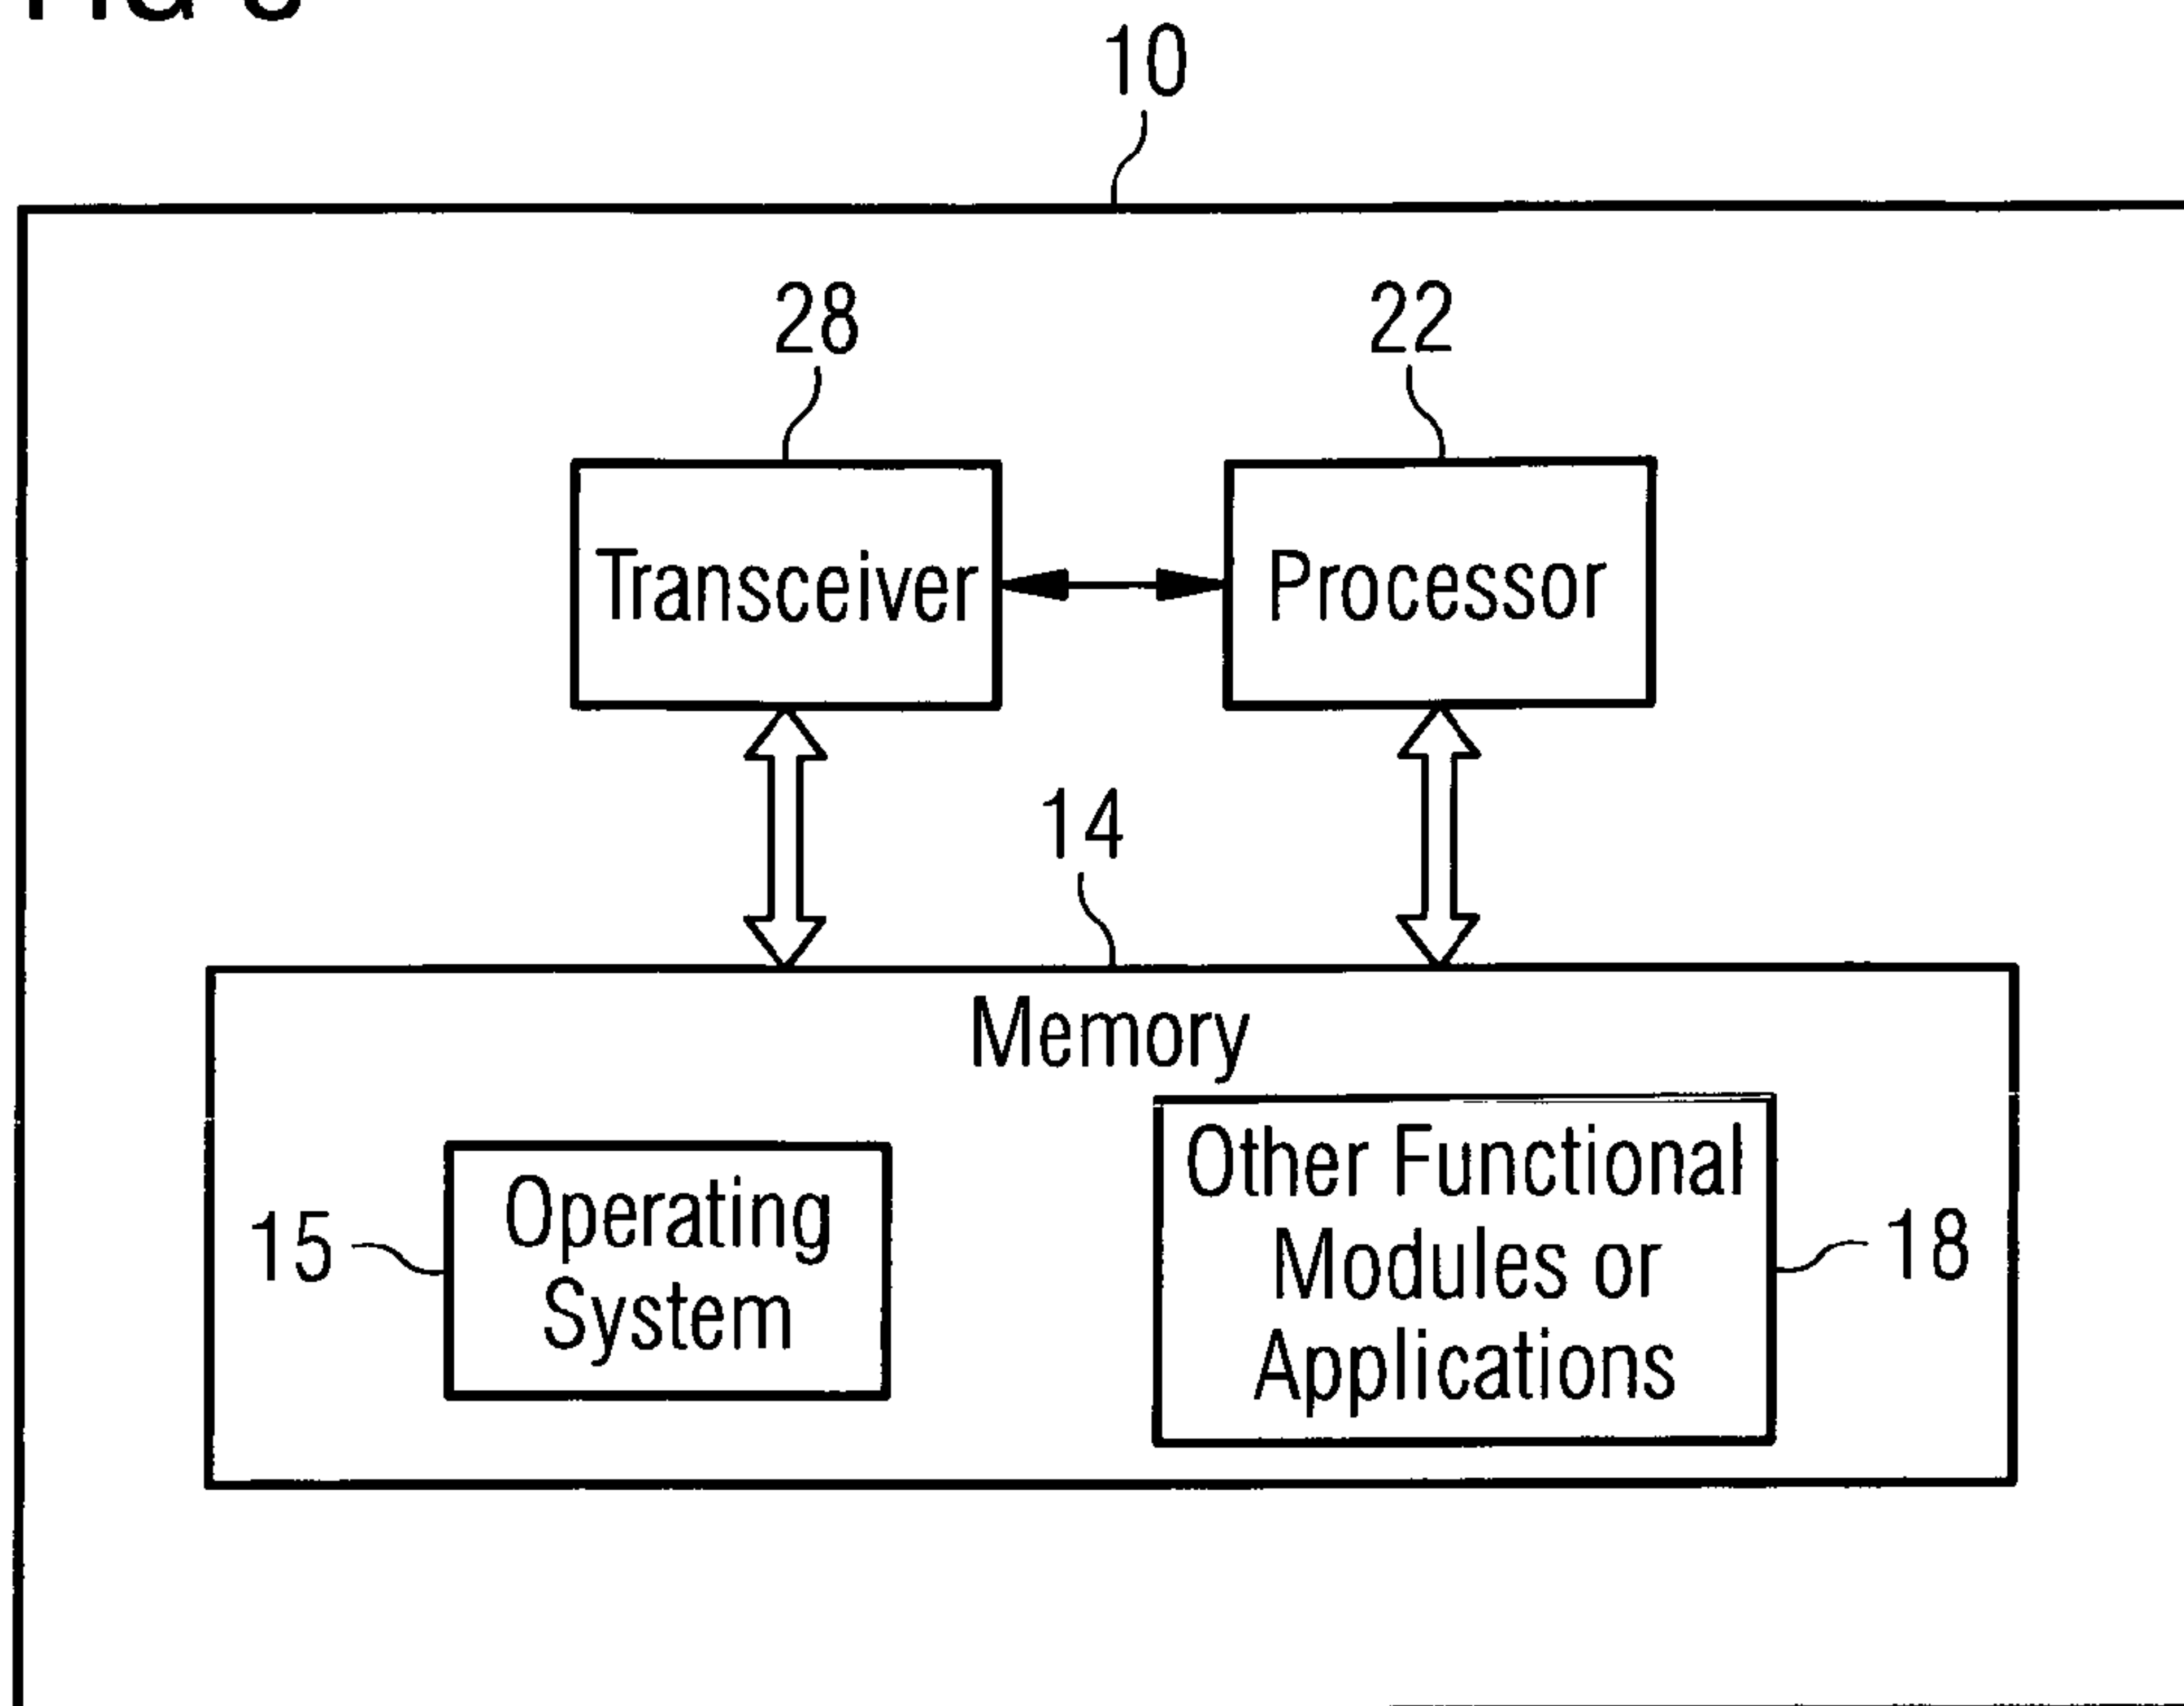 10
28
22
Transceiver
Processor
14
Memory
Operating
System
15
Other Functional
Modules or
Applications
18